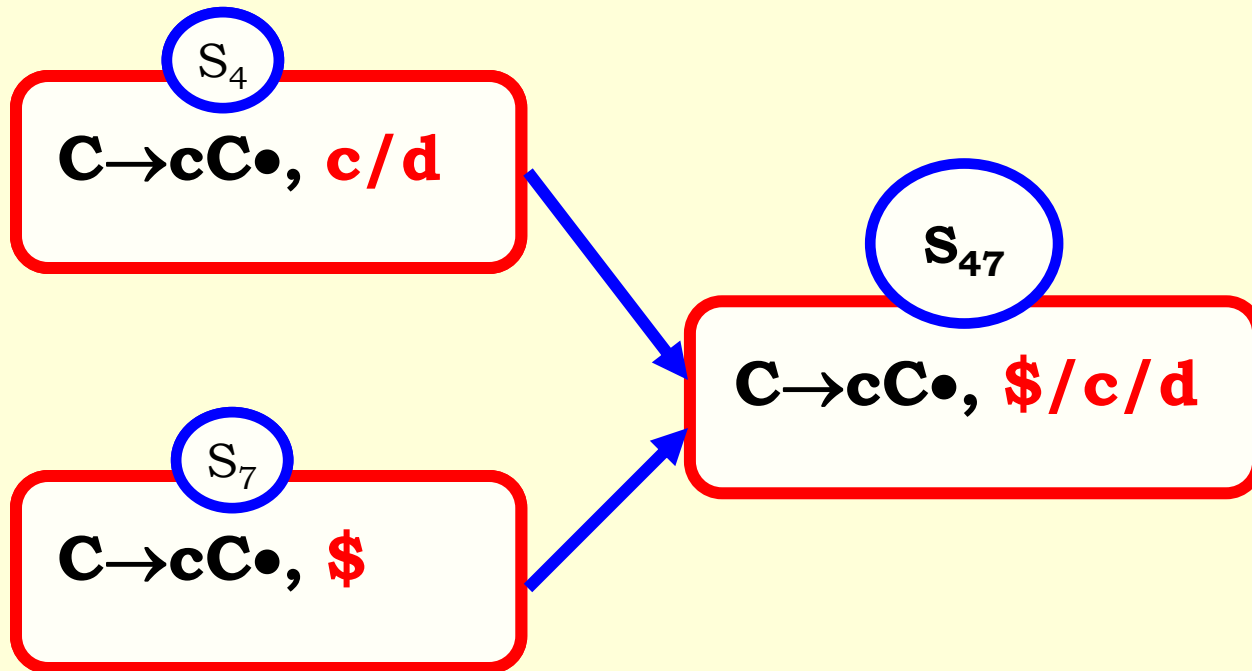 S₄
C→cC●, c/d
S₄₇
C→cC●, $/c/d
S₇
C→cC●, $